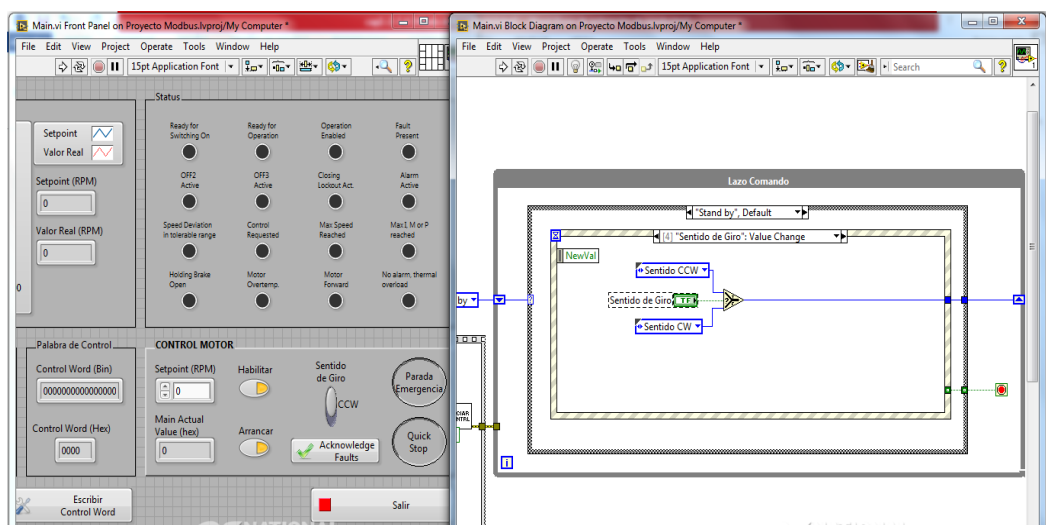 Main.vi Front Panel on Proyecto Modbus.lvproj/My Computer *
File Edit View Project Operate Tools Window Help
15pt Application Font
Setpoint
Valor Real
Setpoint (RPM)
0
Valor Real (RPM)
0
0
Status
Ready for
Switching On
Ready for
Operation
Operation
Enabled
Fault
Present
OFF2
Active
OFF3
Active
Closing
Lockout Act.
Alarm
Active
Speed Deviation
in tolerable range
Control
Requested
Max Speed
Reached
Max I, M or P
reached
Holding Brake
Open
Motor
Overtemp.
Motor
Forward
No alarm, thermal
overload
Palabra de Control
Control Word (Bin)
0000000000000000
Control Word (Hex)
0000
CONTROL MOTOR
Setpoint (RPM)
0
Main Actual
Value (hex)
0
Habilitar
Arrancar
Sentido
de Giro
CCW
Acknowledge
Faults
Parada
Emergencia
Quick
Stop
Escribir
Control Word
Salir
NATIONAL
Main.vi Block Diagram on Proyecto Modbus.lvproj/My Computer *
File Edit View Project Operate Tools Window Help
15pt Application Font
Search
1
Lazo Comando
"Stand by", Default
[4] "Sentido de Giro": Value Change
NewVal
Sentido CCW
Sentido de Giro
TF
Sentido CW
by
?
CIAR
NTRL
i